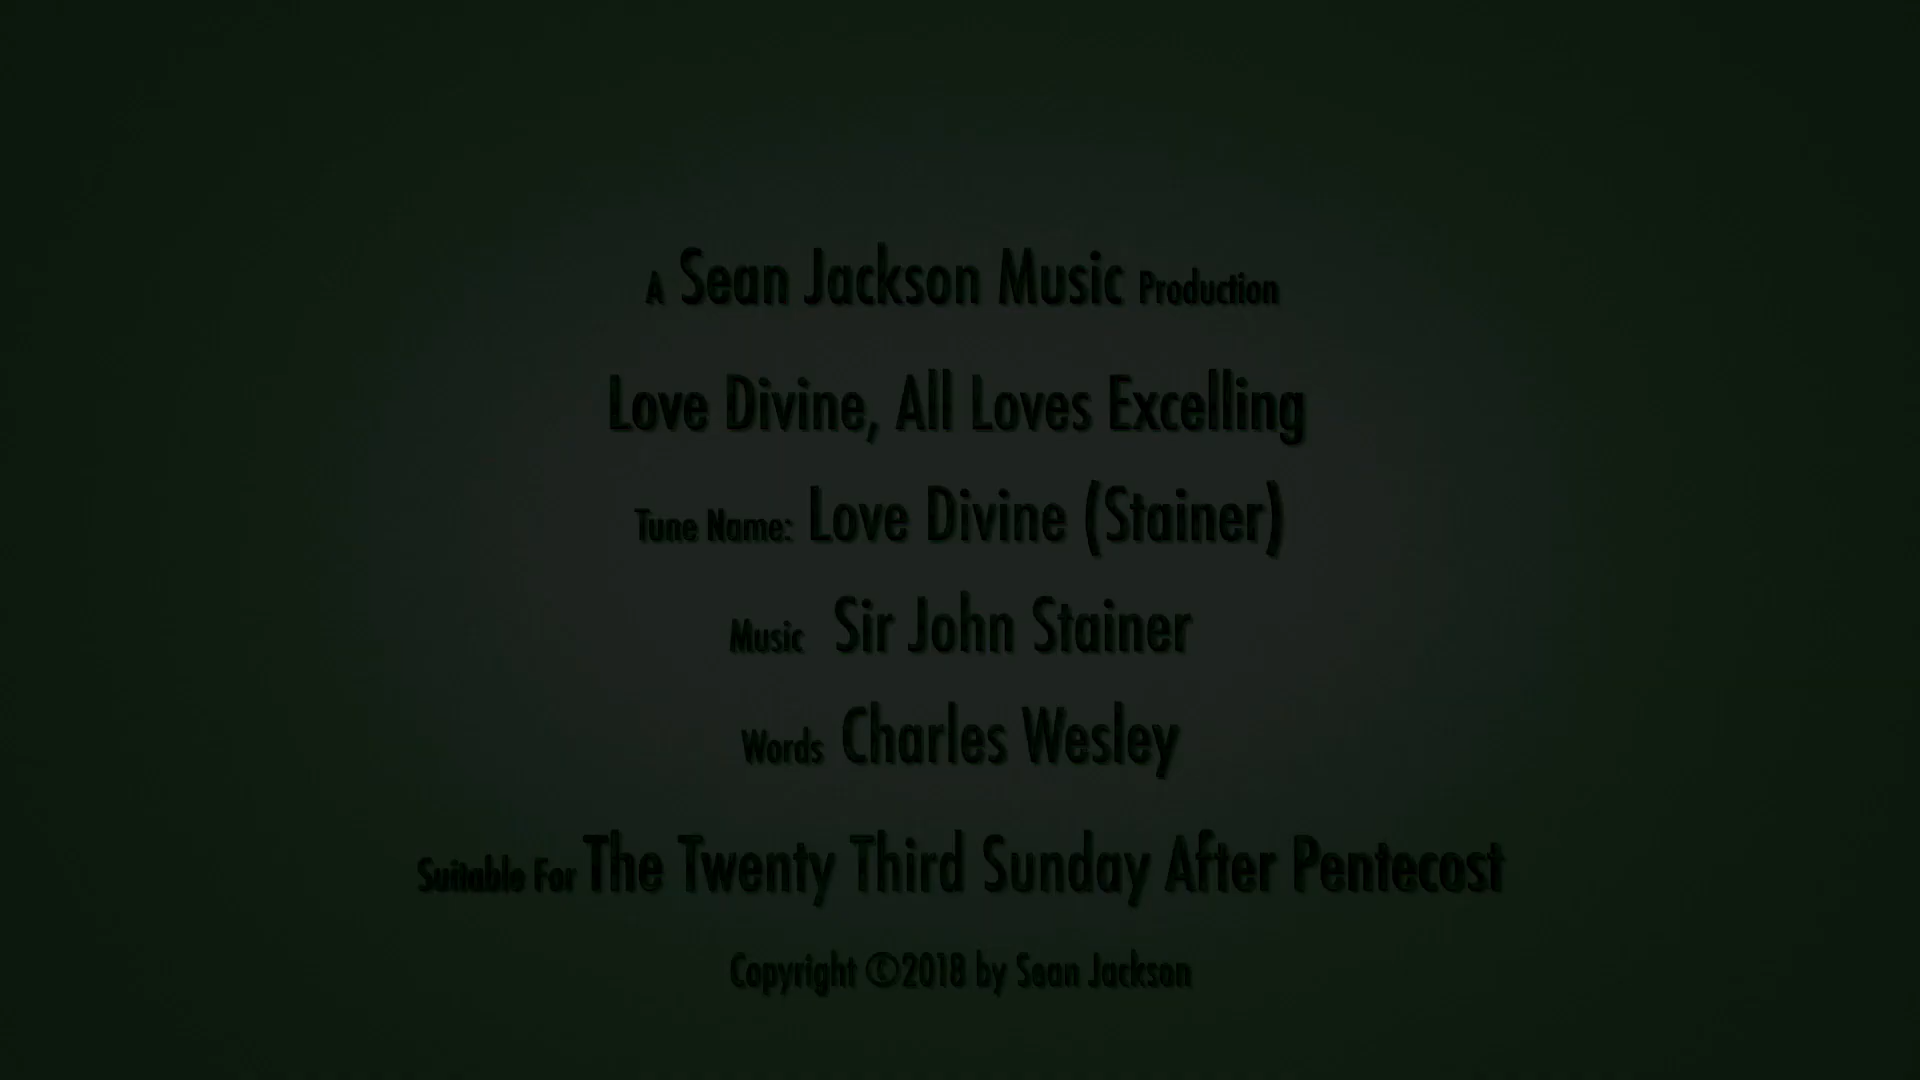 A Sean Jackson Music Production
Love Divine, All Loves Excelling
Tune Name: Love Divine (Stainer)
Music Sir John Stainer
Words Charles Wesley
Suitable For The Twenty Third Sunday After Pentecost
Copyright ©2018 by Sean Jackson